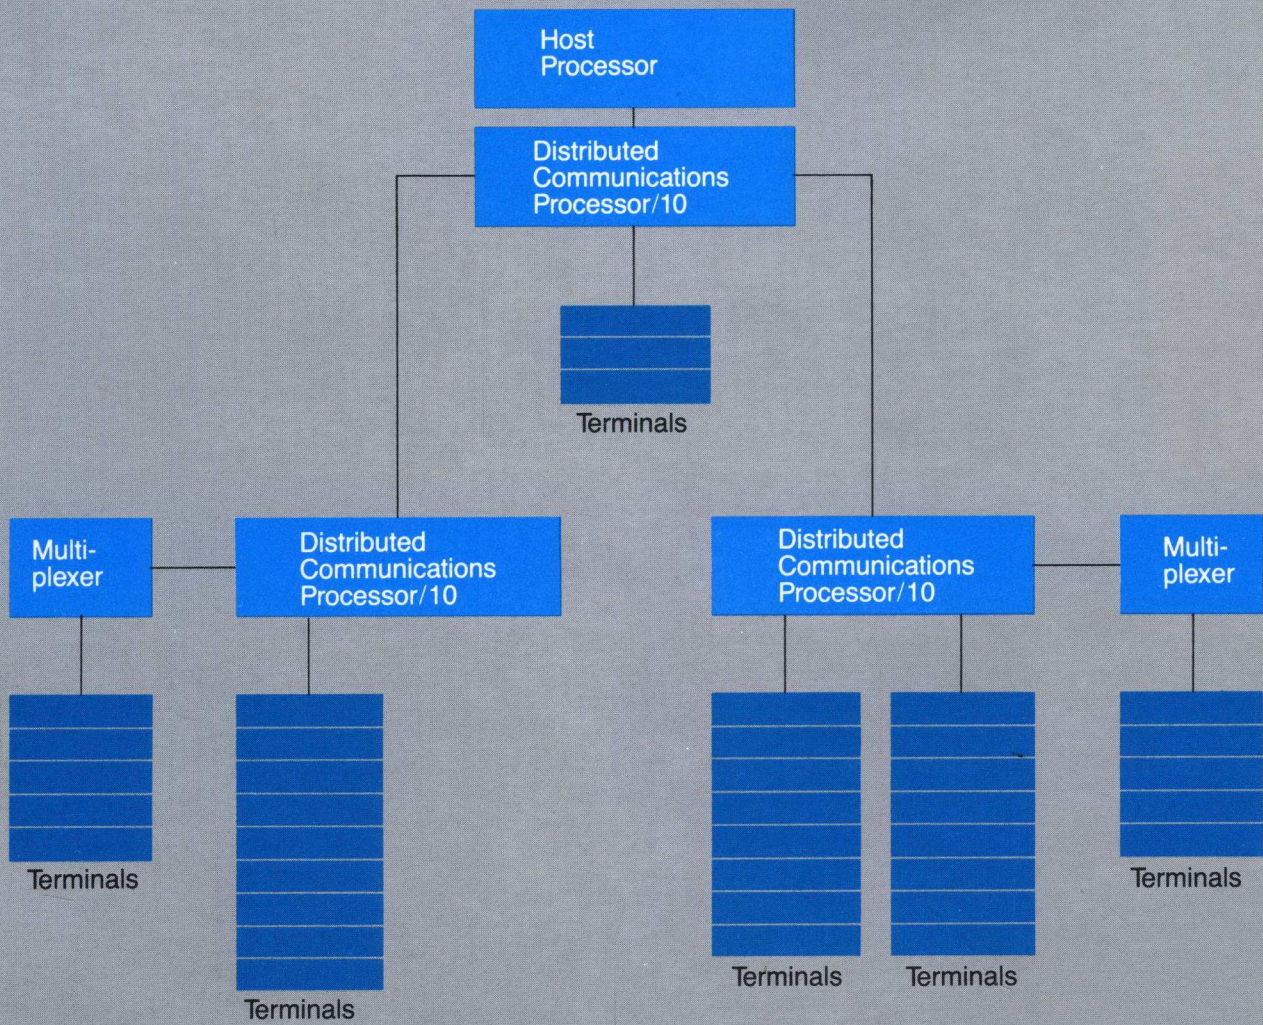 Host
Processor
Distributed
Communications
Processor/10
Terminals
Multi-
plexer
Distributed
Communications
Processor/10
Distributed
Communications
Processor/10
Multi-
plexer
Terminals
Terminals
Terminals
Terminals
Terminals